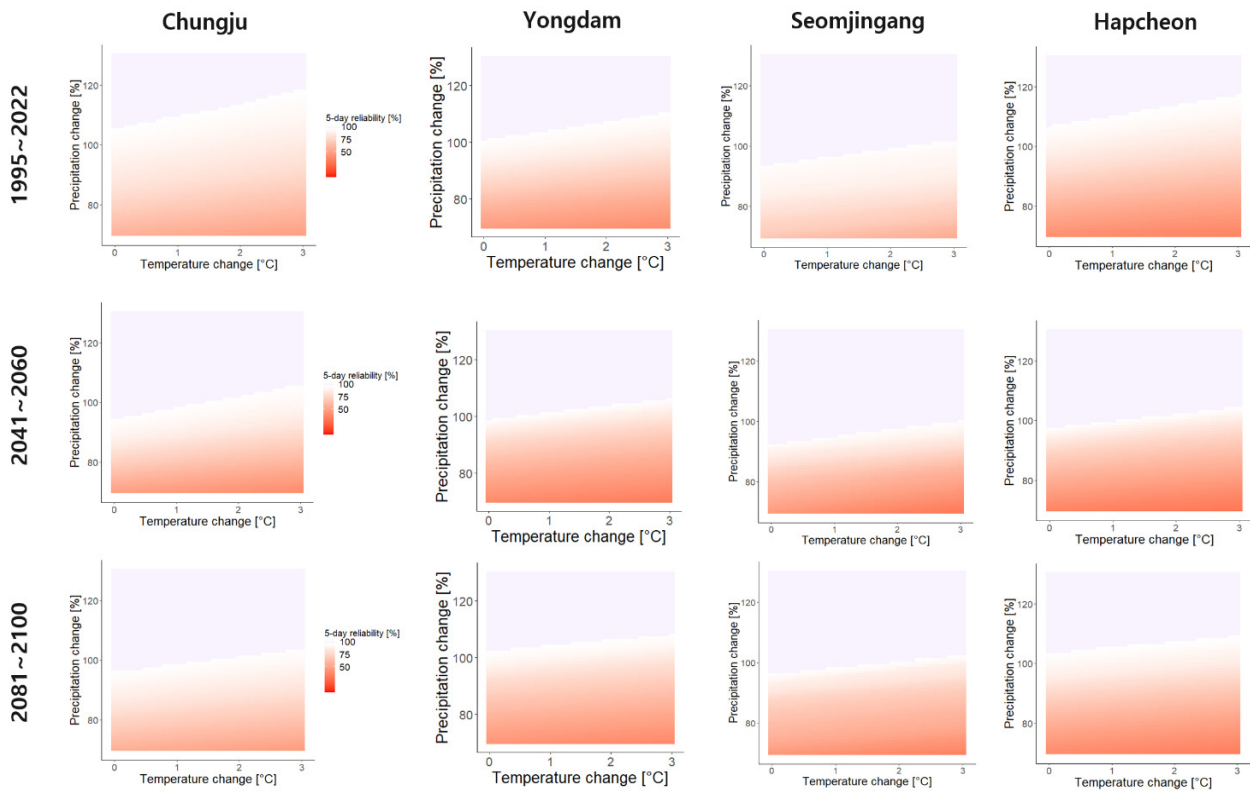 Chungju
Yongdam
Seomjingang
Hapcheon
1995~2022
Precipitation change [%]
120
100
80
0 1 2 3
Temperature change [°C]
5-day reliability [%]
100
75
50
Precipitation change [%]
120
100
80
0 1 2 3
Temperature change [°C]
Precipitation change [%]
120
100
80
0 1 2 3
Temperature change [°C]
Precipitation change [%]
120
100
80
0 1 2 3
Temperature change [°C]
2041~2060
Precipitation change [%]
120
100
80
0 1 2 3
Temperature change [°C]
5-day reliability [%]
100
75
50
Precipitation change [%]
120
100
80
0 1 2 3
Temperature change [°C]
Precipitation change [%]
120
100
80
0 1 2 3
Temperature change [°C]
Precipitation change [%]
120
100
80
0 1 2 3
Temperature change [°C]
2081~2100
Precipitation change [%]
120
100
80
0 1 2 3
Temperature change [°C]
5-day reliability [%]
100
75
50
Precipitation change [%]
120
100
80
0 1 2 3
Temperature change [°C]
Precipitation change [%]
120
100
80
0 1 2 3
Temperature change [°C]
Precipitation change [%]
120
100
80
0 1 2 3
Temperature change [°C]